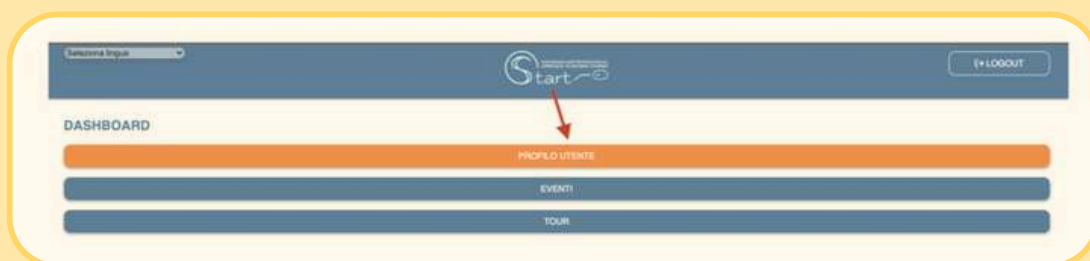 Seleziona lingua
Start
LOGOUT
DASHBOARD
PROFILO UTENTE
EVENTI
TOUR